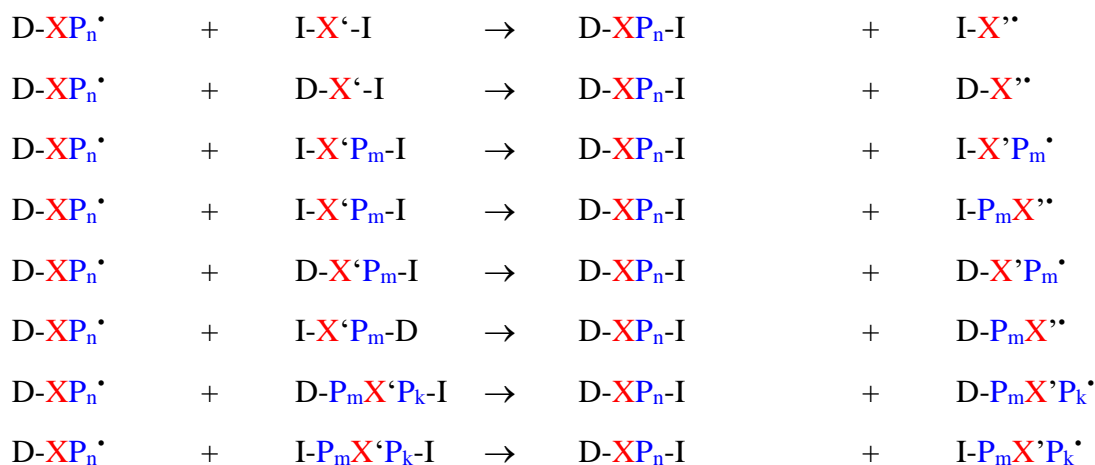 D-XPₙ• + I-X‘-I → D-XPₙ-I + I-X’•
D-XPₙ• + D-X‘-I → D-XPₙ-I + D-X’•
D-XPₙ• + I-X‘Pₘ-I → D-XPₙ-I + I-X’Pₘ•
D-XPₙ• + I-X‘Pₘ-I → D-XPₙ-I + I-PₘX’•
D-XPₙ• + D-X‘Pₘ-I → D-XPₙ-I + D-X’Pₘ•
D-XPₙ• + I-X‘Pₘ-D → D-XPₙ-I + D-PₘX’•
D-XPₙ• + D-PₘX‘Pₖ-I → D-XPₙ-I + D-PₘX’Pₖ•
D-XPₙ• + I-PₘX‘Pₖ-I → D-XPₙ-I + I-PₘX’Pₖ•